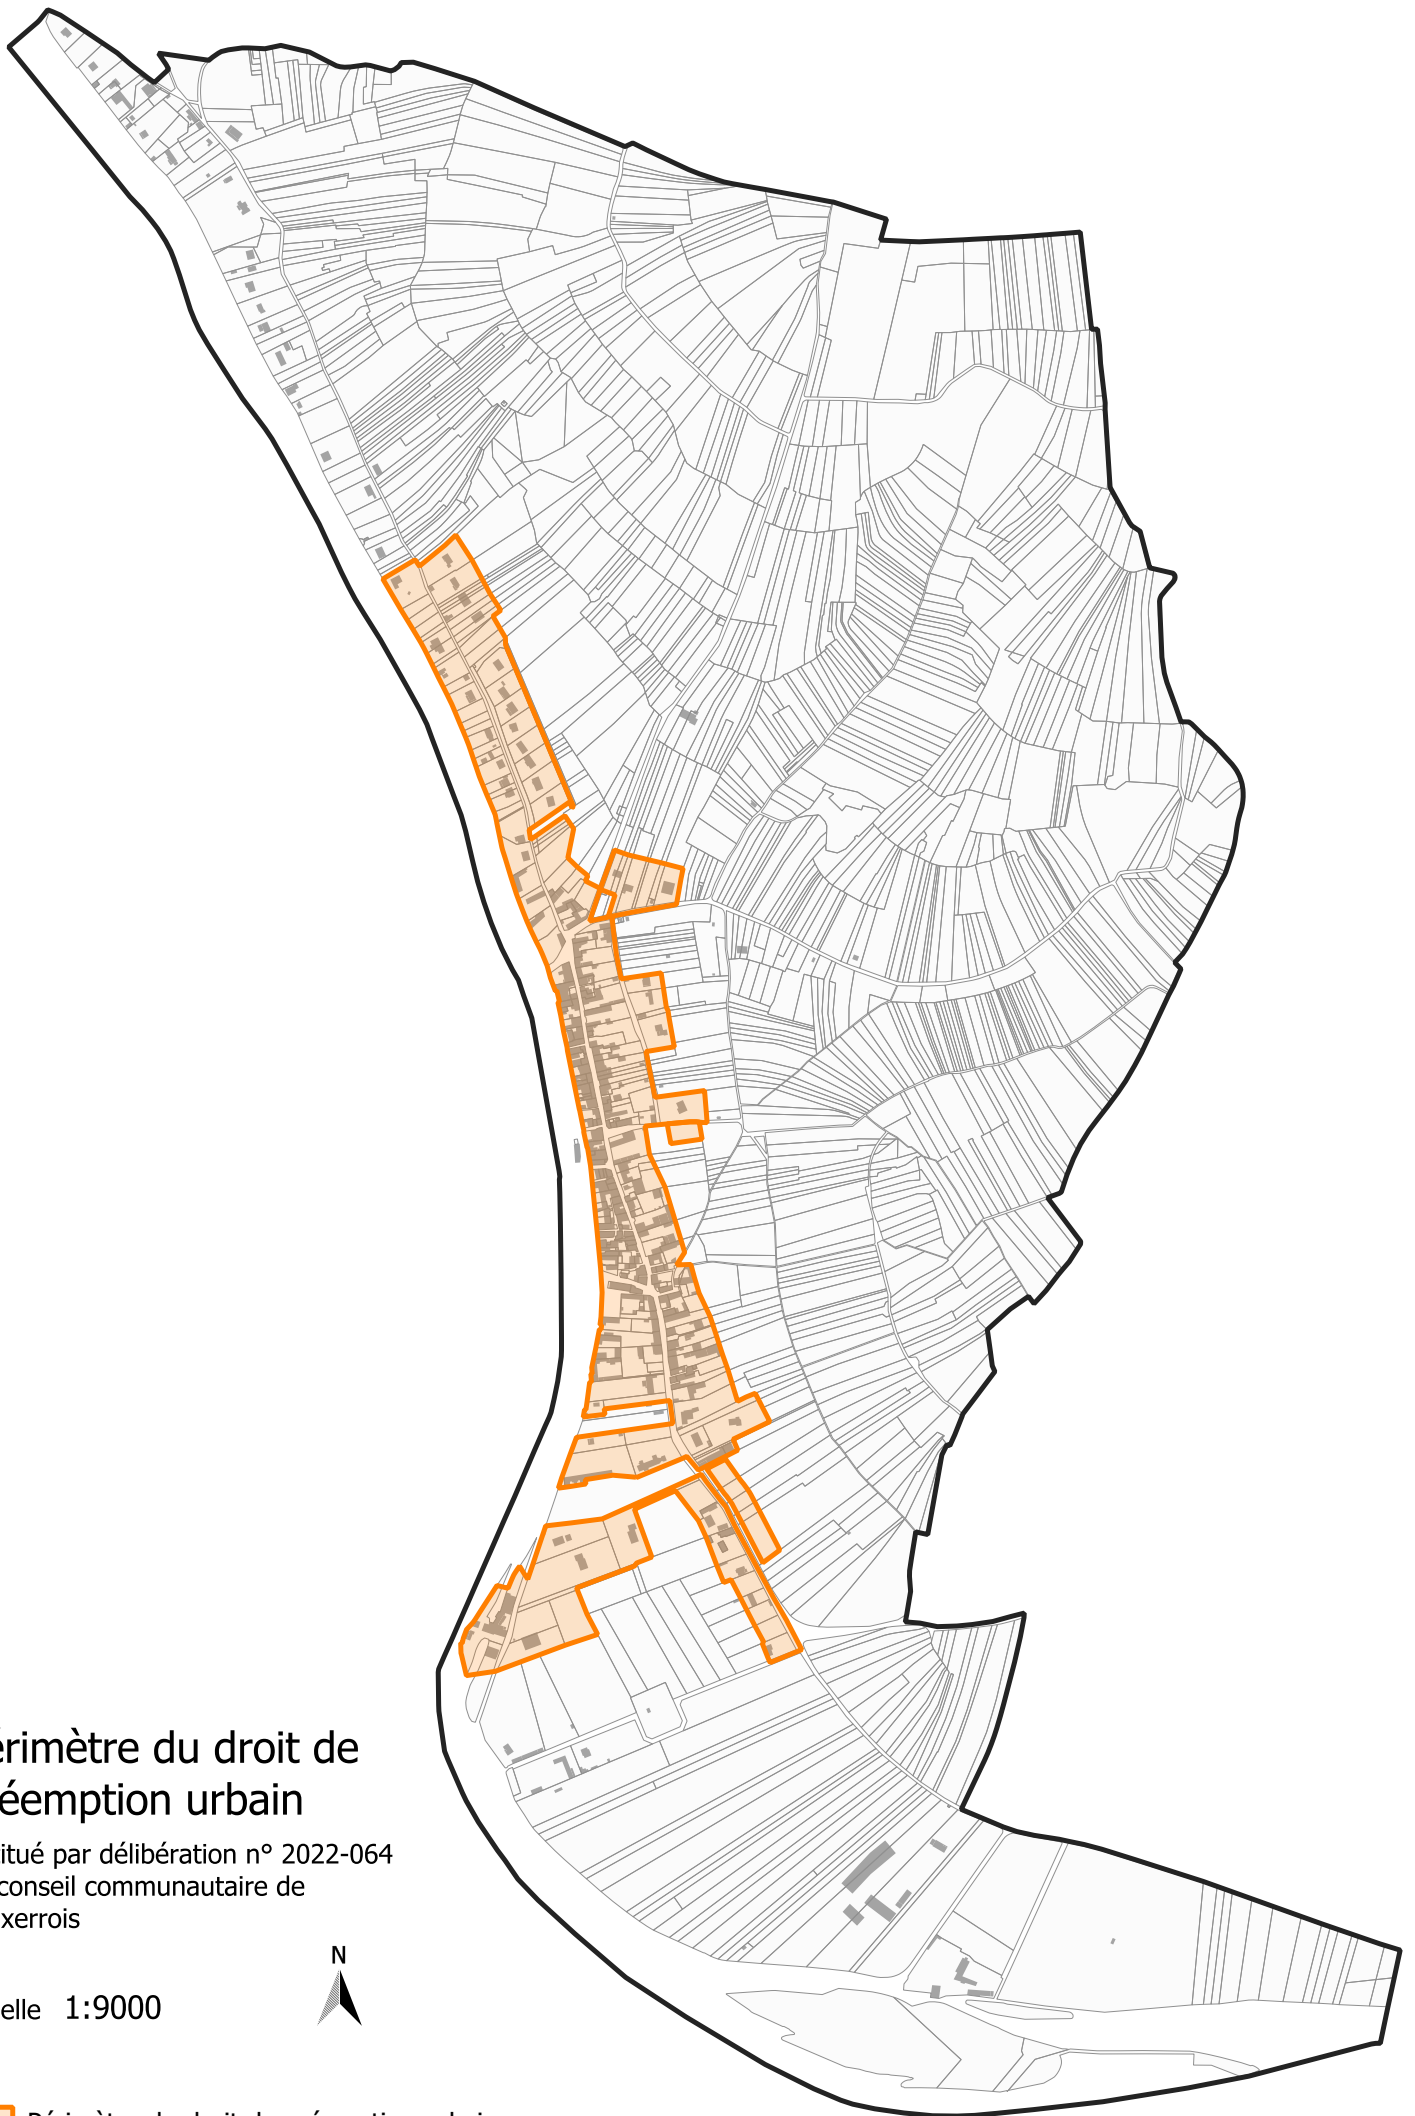 érimètre du droit de
éemption urbain
itué par délibération n° 2022-064
conseil communautaire de
xerrois
N
elle 1:9000